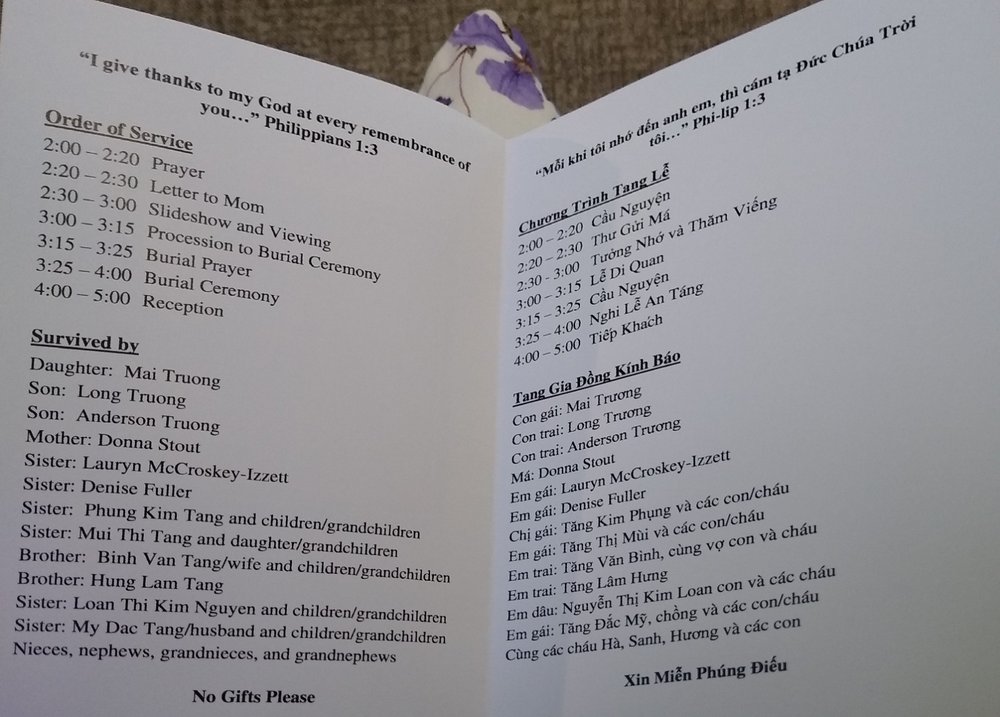 “I give thanks to my God at every remembrance of
you…” Philippians 1:3
Order of Service
2:00 – 2:20 Prayer
2:20 – 2:30 Letter to Mom
2:30 – 3:00 Slideshow and Viewing
3:00 – 3:15 Procession to Burial Ceremony
3:15 – 3:25 Burial Prayer
3:25 – 4:00 Burial Ceremony
4:00 – 5:00 Reception
Survived by
Daughter: Mai Truong
Son: Long Truong
Son: Anderson Truong
Mother: Donna Stout
Sister: Lauryn McCroskey-Izzett
Sister: Denise Fuller
Sister: Phung Kim Tang and children/grandchildren
Sister: Mui Thi Tang and daughter/grandchildren
Brother: Binh Van Tang/wife and children/grandchildren
Brother: Hung Lam Tang
Sister: Loan Thi Kim Nguyen and children/grandchildren
Sister: My Dac Tang/husband and children/grandchildren
Nieces, nephews, grandnieces, and grandnephews
No Gifts Please
“Mỗi khi tôi nhớ đến anh em, thì cám tạ Đức Chúa Trời
tôi…” Phi-líp 1:3
Chương Trình Tang Lễ
2:00 – 2:20 Cầu Nguyện
2:20 – 2:30 Thư Gửi Má
2:30 - 3:00 Tưởng Nhớ và Thăm Viếng
3:00 – 3:15 Lễ Di Quan
3:15 – 3:25 Cầu Nguyện
3:25 – 4:00 Nghi Lễ An Táng
4:00 – 5:00 Tiếp Khách
Tang Gia Đồng Kính Báo
Con gái: Mai Trương
Con trai: Long Trương
Con trai: Anderson Trương
Má: Donna Stout
Em gái: Lauryn McCroskey-Izzett
Em gái: Denise Fuller
Chị gái: Tăng Kim Phụng và các con/cháu
Em gái: Tăng Thị Mùi và các con/cháu
Em trai: Tăng Văn Bình, cùng vợ con và cháu
Em trai: Tăng Lâm Hưng
Em dâu: Nguyễn Thị Kim Loan con và các cháu
Em gái: Tăng Đắc Mỹ, chồng và các con/cháu
Cùng các cháu Hà, Sanh, Hương và các con
Xin Miễn Phúng Điếu